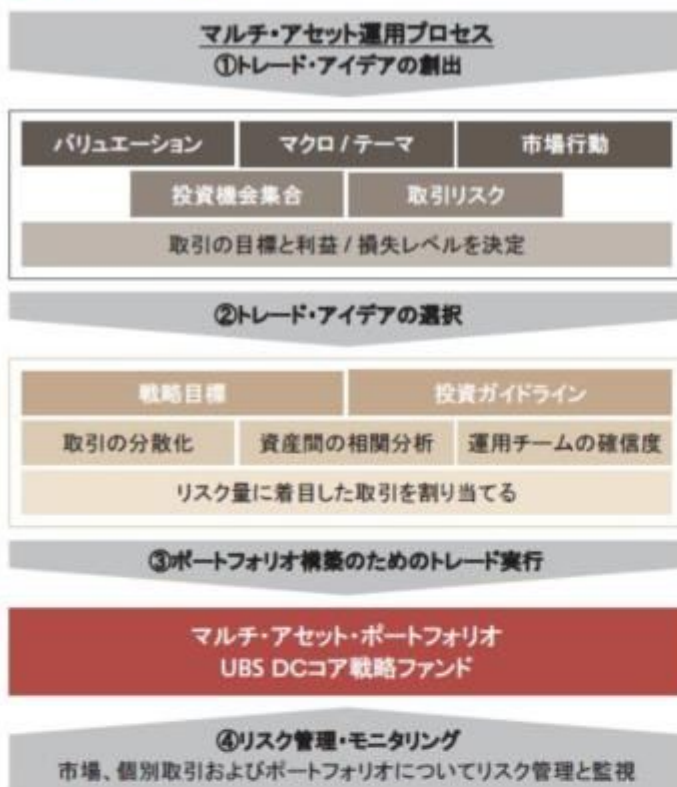 マルチ・アセット運用プロセス
①トレード・アイデアの創出
バリュエーション マクロ / テーマ 市場行動
投資機会集合 取引リスク
取引の目標と利益 / 損失レベルを決定
②トレード・アイデアの選択
戦略目標 投資ガイドライン
取引の分散化 資産間の相関分析 運用チームの確信度
リスク量に着目した取引を割り当てる
③ポートフォリオ構築のためのトレード実行
マルチ・アセット・ポートフォリオ
UBS DCコア戦略ファンド
④リスク管理・モニタリング
市場、個別取引およびポートフォリオについてリスク管理と監視